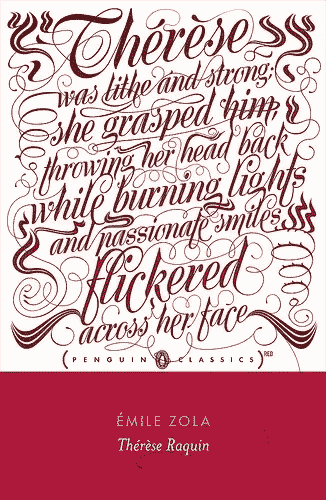 Thérèse
was lithe and strong;
she grasped him,
throwing her head back
while burning lights
and passionate smiles
flickered
across her face
(PENGUIN CLASSICS) RED
ÉMILE ZOLA
Thérèse Raquin